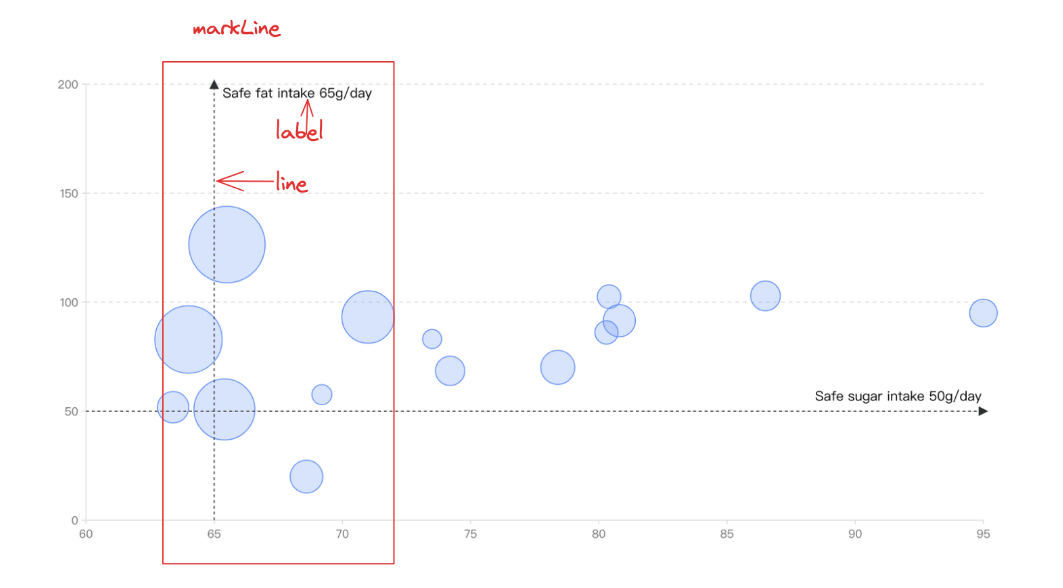 markLine
200
Safe fat intake 65g/day
label
150
line
100
Safe sugar intake 50g/day
50
0
60 65 70 75 80 85 90 95